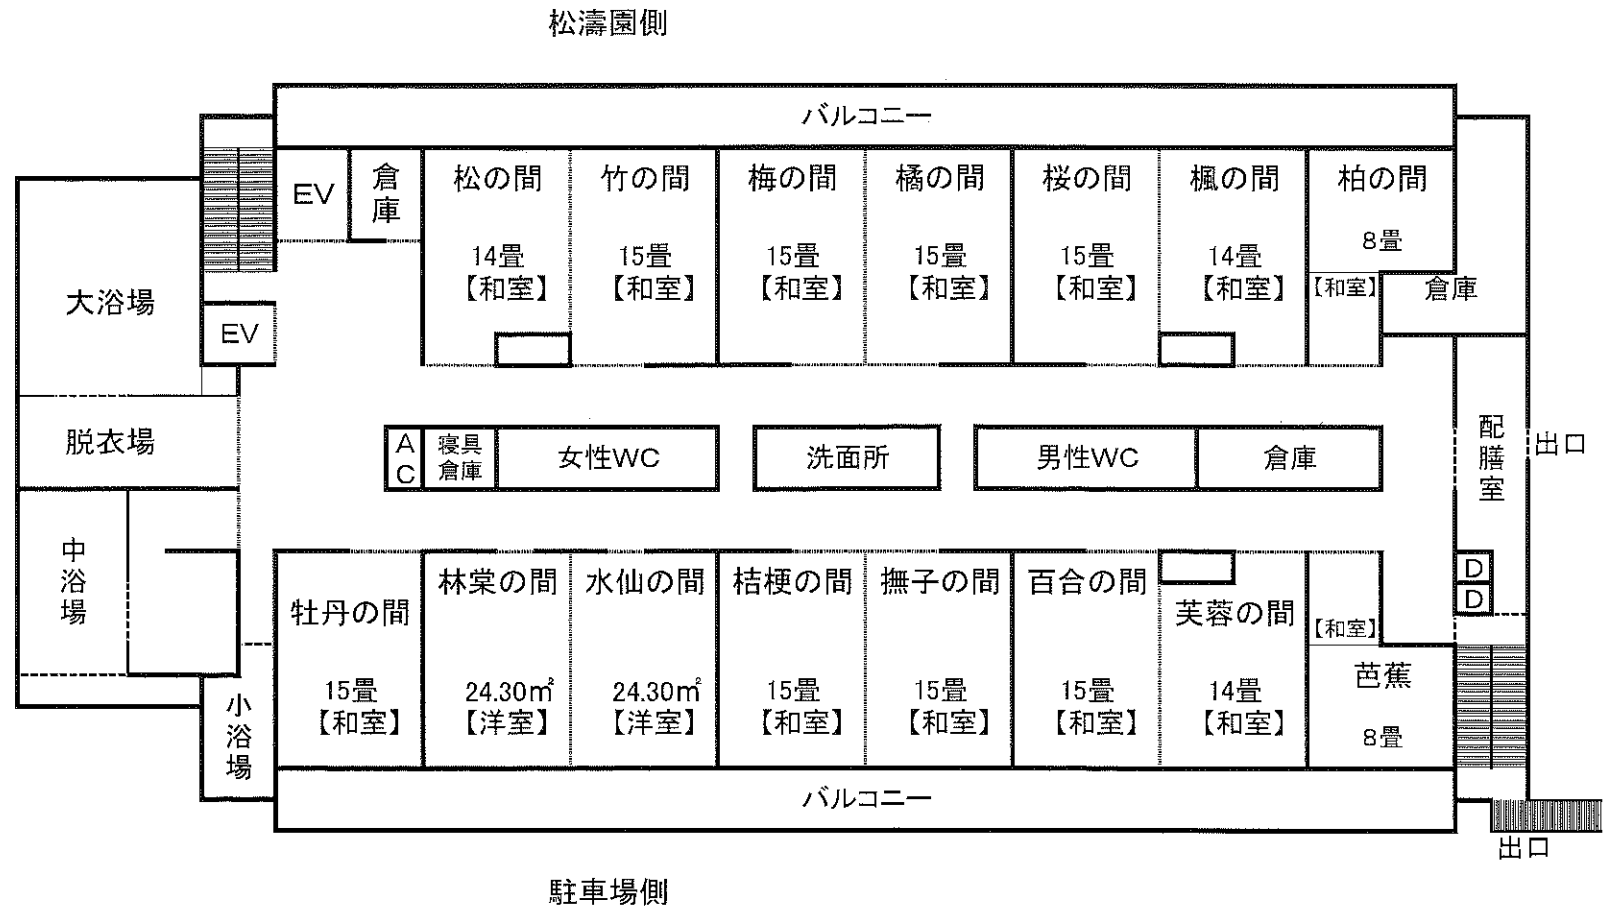 松濤園側
バルコニー
EV
倉庫
松の間
14畳
【和室】
竹の間
15畳
【和室】
梅の間
15畳
【和室】
橘の間
15畳
【和室】
桜の間
15畳
【和室】
楓の間
14畳
【和室】
柏の間
8畳
【和室】
倉庫
大浴場
EV
脱衣場
AC
寝具
倉庫
女性WC
洗面所
男性WC
倉庫
配膳室
出口
中浴場
小浴場
牡丹の間
15畳
【和室】
林棠の間
24.30㎡
【洋室】
水仙の間
24.30㎡
【洋室】
桔梗の間
15畳
【和室】
撫子の間
15畳
【和室】
百合の間
15畳
【和室】
芙蓉の間
14畳
【和室】
【和室】
芭蕉
8畳
D
D
バルコニー
出口
駐車場側